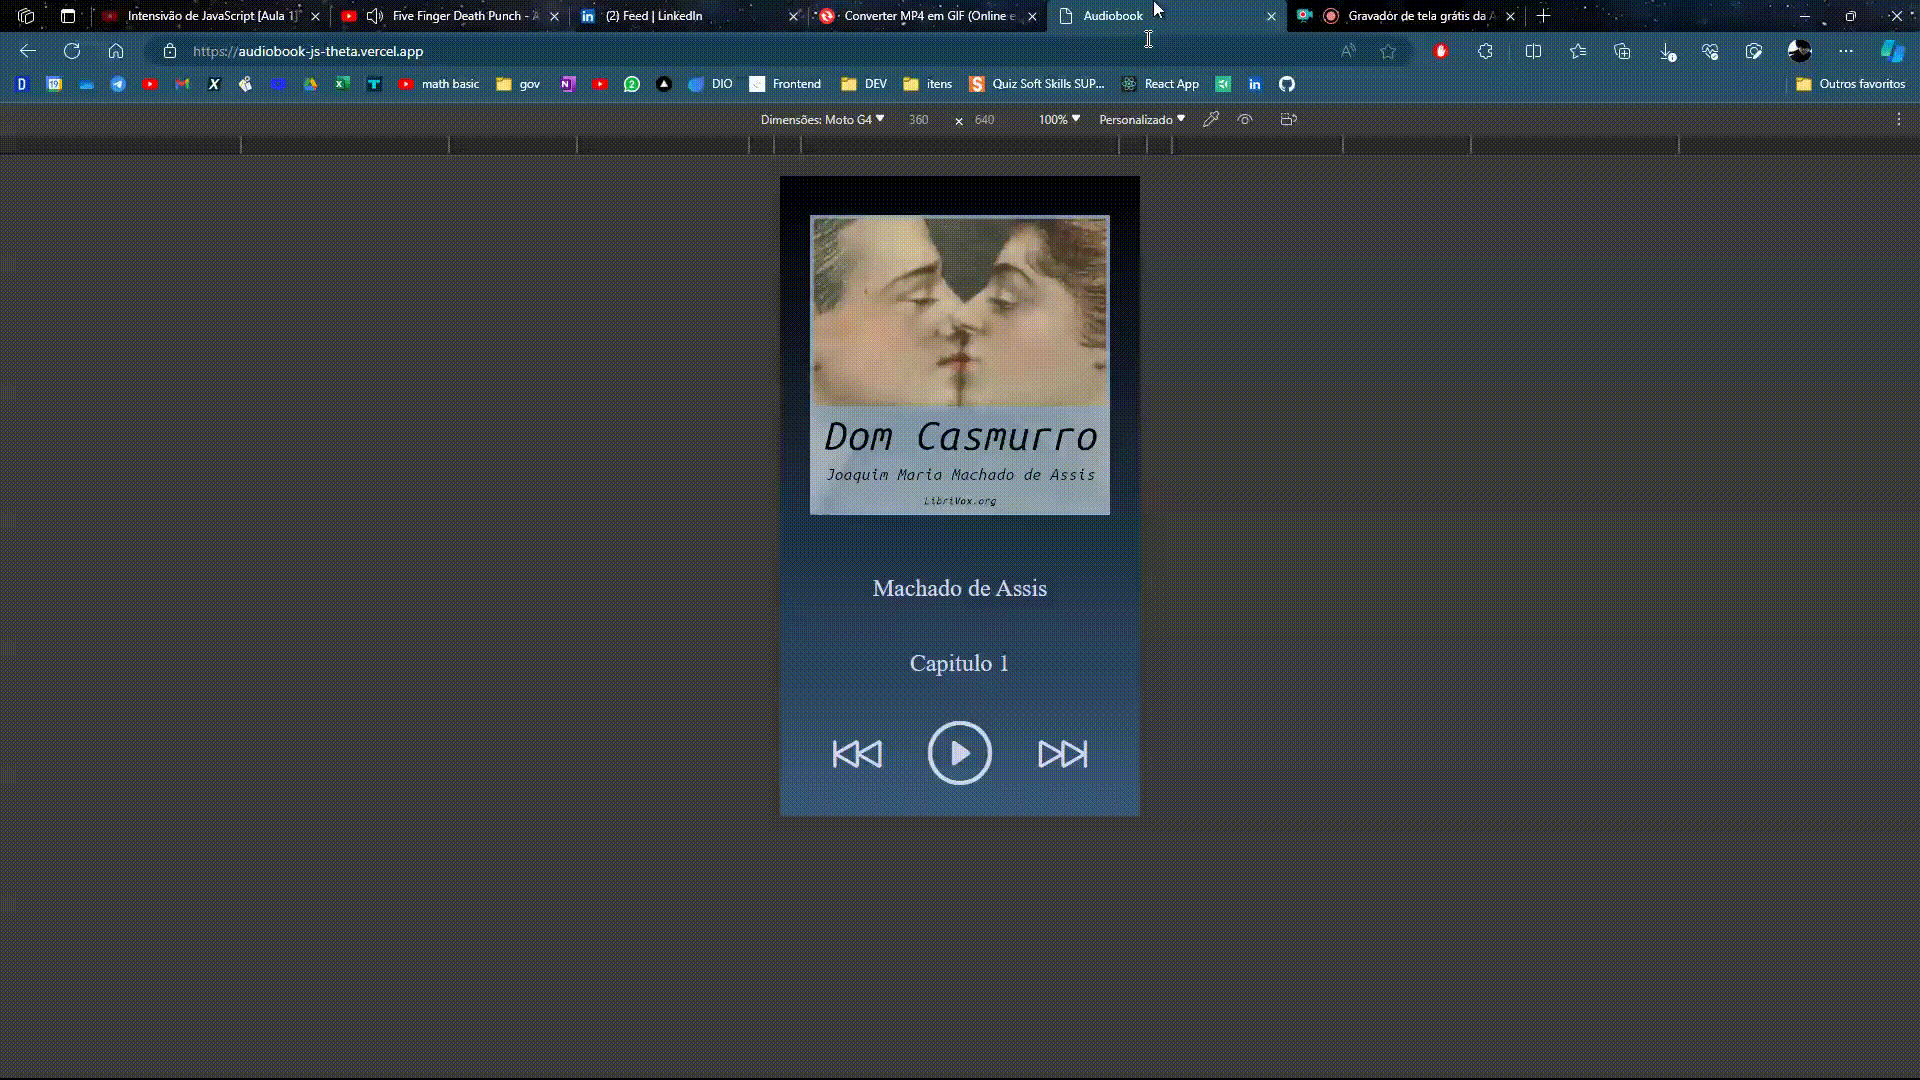 Intensivão de JavaScript [Aula 1]
Five Finger Death Punch - A
(2) Feed | LinkedIn
Converter MP4 em GIF (Online e
Audiobook
Gravador de tela grátis da A
https://audiobook-js-theta.vercel.app
math basic
gov
DIO
Frontend
DEV
itens
Quiz Soft Skills SUP...
React App
Outros favoritos
Dimensões: Moto G4 360 x 640 100% Personalizado
Dom Casmurro
Joaquim Maria Machado de Assis
LibriVox.org
Machado de Assis
Capitulo 1